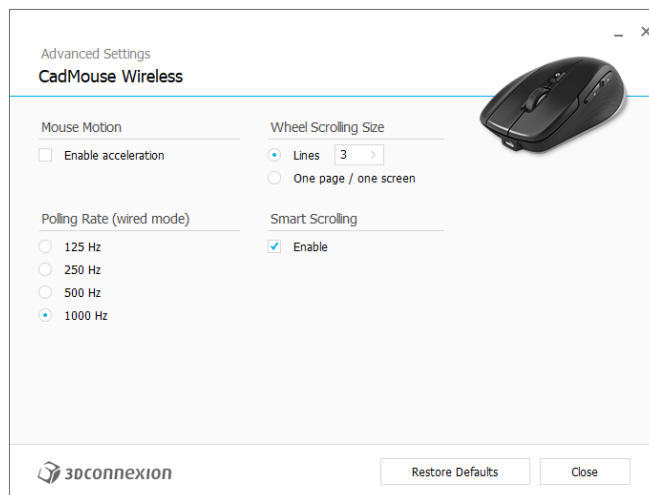 Advanced Settings
CadMouse Wireless
Mouse Motion
Enable acceleration
Wheel Scrolling Size
Lines 3
One page / one screen
Polling Rate (wired mode)
125 Hz
250 Hz
500 Hz
1000 Hz
Smart Scrolling
Enable
3Dconnexion
Restore Defaults
Close